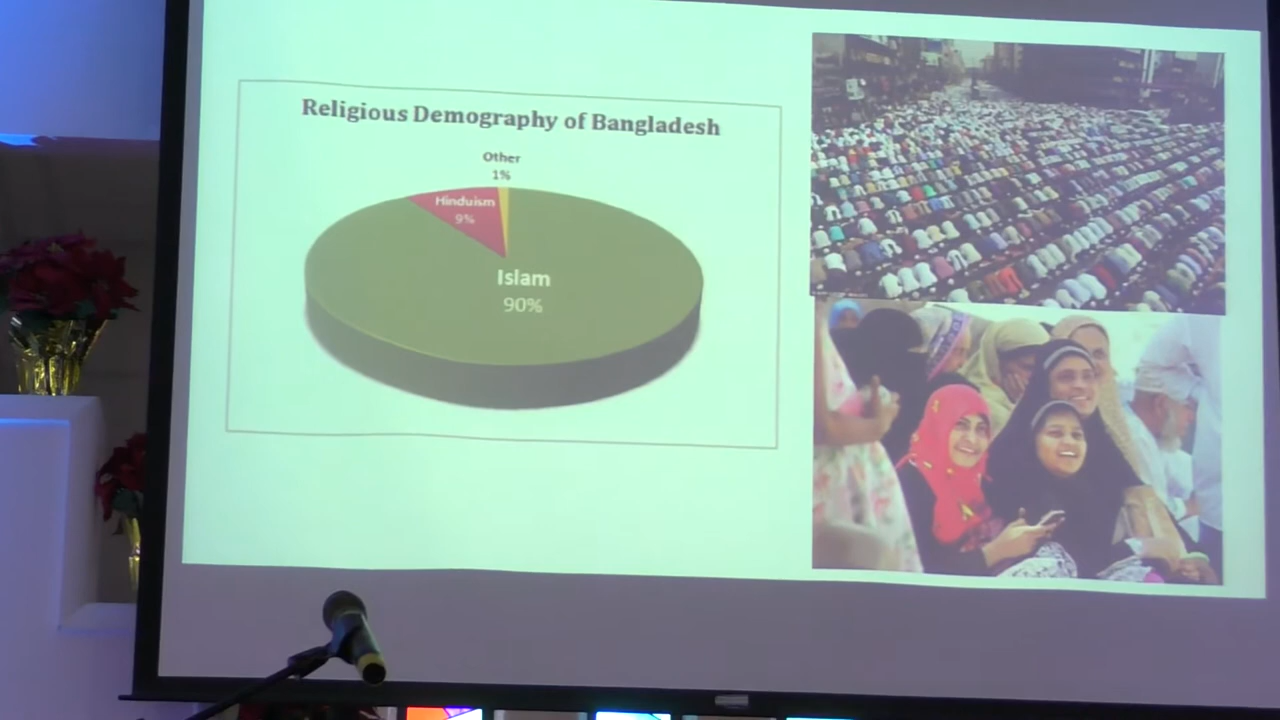 Religious Demography of Bangladesh
Other
1%
Hinduism
9%
Islam
90%